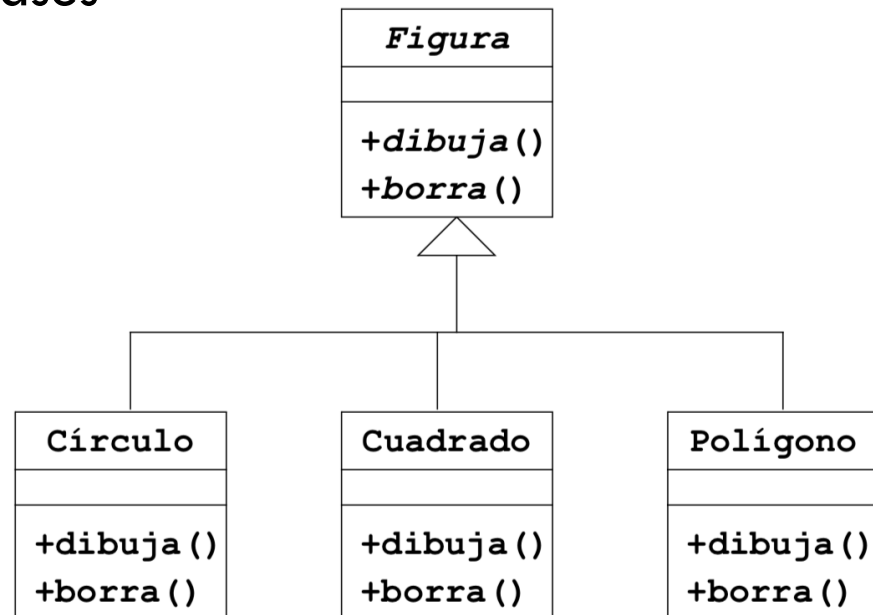 Figura
+dibuja()
+borra()
Círculo
Cuadrado
Polígono
+dibuja()
+dibuja()
+dibuja()
+borra()
+borra()
+borra()